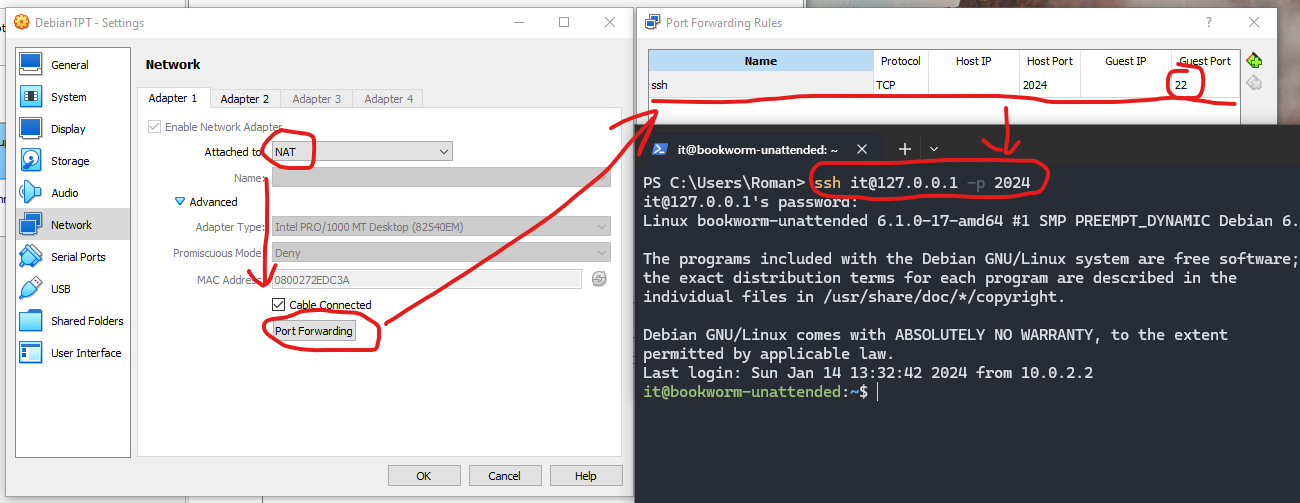 DebianTPT - Settings
General
System
Display
Storage
Audio
Network
Serial Ports
USB
Shared Folders
User Interface
Network
Adapter 1 Adapter 2 Adapter 3 Adapter 4
Enable Network Adapter
Attached to: NAT
Name:
Advanced
Adapter Type: Intel PRO/1000 MT Desktop (82540EM)
Promiscuous Mode: Deny
MAC Address: 0800272EDC3A
Cable Connected
Port Forwarding
OK Cancel Help
Port Forwarding Rules
Name Protocol Host IP Host Port Guest IP Guest Port
ssh TCP 2024 22
it@bookworm-unattended: ~
PS C:\Users\Roman> ssh it@127.0.0.1 -p 2024
it@127.0.0.1's password:
Linux bookworm-unattended 6.1.0-17-amd64 #1 SMP PREEMPT_DYNAMIC Debian 6.
The programs included with the Debian GNU/Linux system are free software;
the exact distribution terms for each program are described in the
individual files in /usr/share/doc/*/copyright.
Debian GNU/Linux comes with ABSOLUTELY NO WARRANTY, to the extent
permitted by applicable law.
Last login: Sun Jan 14 13:32:42 2024 from 10.0.2.2
it@bookworm-unattended:~$